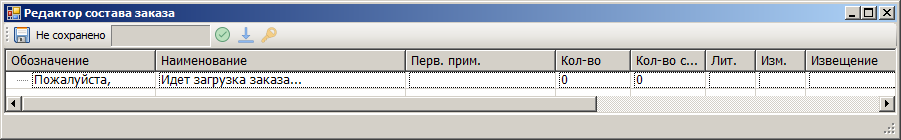 Редактор состава заказа
Не сохранено
Обозначение Наименование Перв. прим. Кол-во Кол-во с... Лит. Изм. Извещение
Пожалуйста, Идет загрузка заказа... 0 0